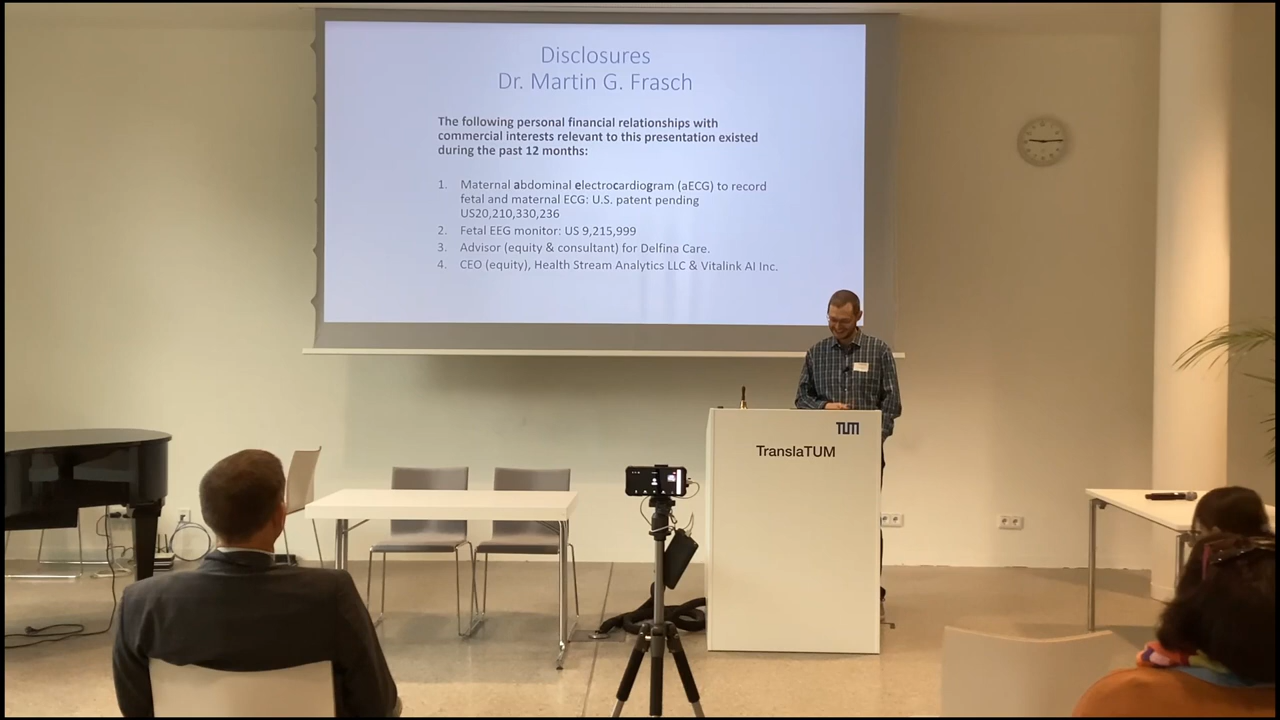 Disclosures
Dr. Martin G. Frasch
The following personal financial relationships with
commercial interests relevant to this presentation existed
during the past 12 months:
1. Maternal abdominal electrocardiogram (aECG) to record
fetal and maternal ECG: U.S. patent pending
US20,210,330,236
2. Fetal EEG monitor: US 9,215,999
3. Advisor (equity & consultant) for Delfina Care.
4. CEO (equity), Health Stream Analytics LLC & Vitalink AI Inc.
TUM
TranslaTUM